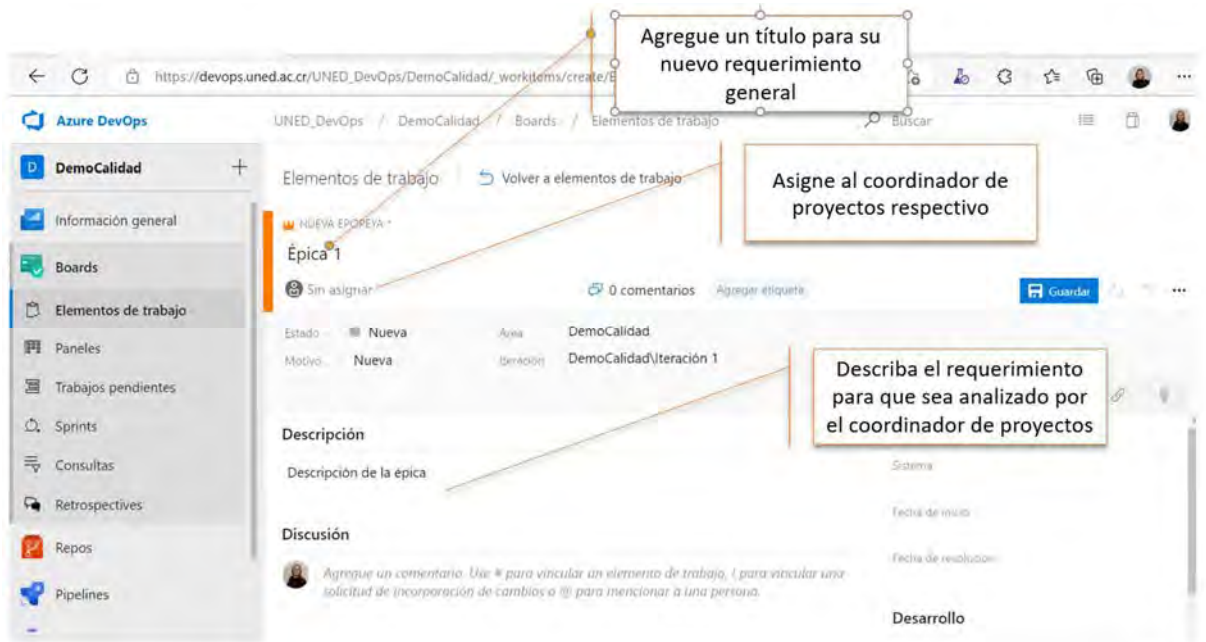 Agregue un título para su
nuevo requerimiento
general
https://devops.uned.ac.cr/UNED_DevOps/DemoCalidad/_workitems/create/E
Azure DevOps
UNED_DevOps / DemoCalidad / Boards / Elementos de trabajo
Buscar
D DemoCalidad
Elementos de trabajo
Volver a elementos de trabajo
Asigne al coordinador de
proyectos respectivo
Información general
NUEVA EPOPEYA *
Épica 1
Boards
Sin asignar
0 comentarios
Agregar etiqueta
Guardar
Elementos de trabajo
Estado Nueva
Área DemoCalidad
Paneles
Motivo Nueva
Iteración DemoCalidad\Iteración 1
Describa el requerimiento
para que sea analizado por
el coordinador de proyectos
Trabajos pendientes
Sprints
Descripción
Consultas
Descripción de la épica
Sistema
Retrospectives
Fecha de inicio
Discusión
Repos
Fecha de resolución
Agregue un comentario. Use # para vincular un elemento de trabajo, ! para vincular una
solicitud de incorporación de cambios o @ para mencionar a una persona.
Pipelines
Desarrollo